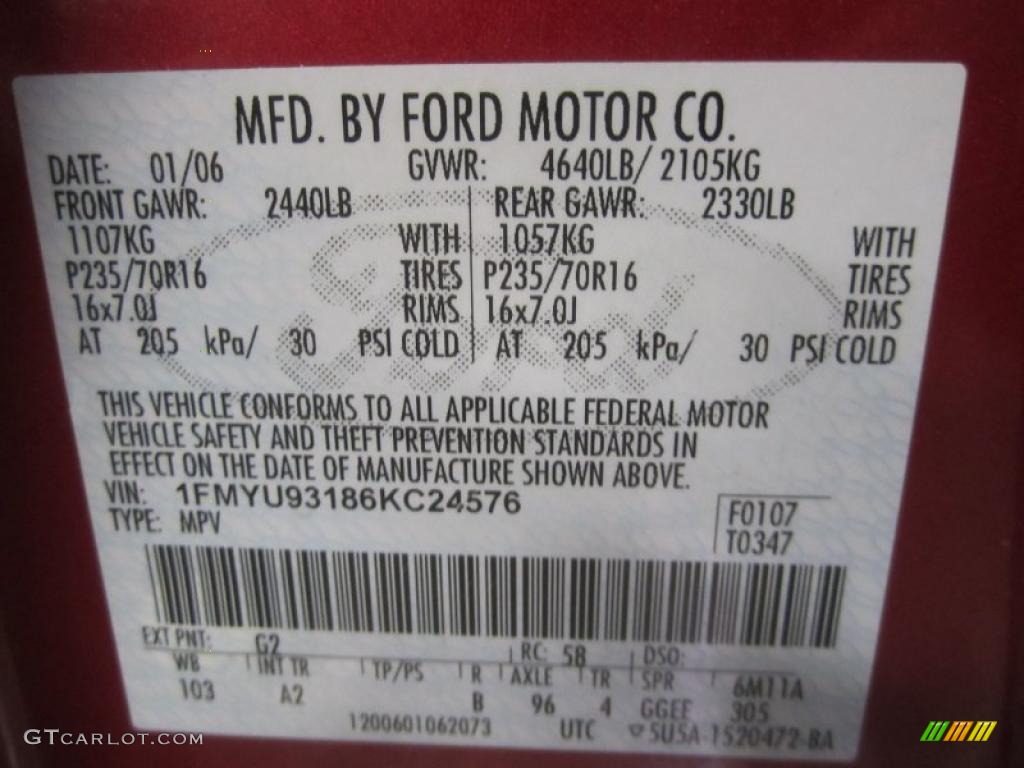 MFD. BY FORD MOTOR CO.
DATE: 01/06 GVWR: 4640LB/ 2105KG
FRONT GAWR: 2440LB REAR GAWR: 2330LB
1107KG WITH 1057KG WITH
P235/70R16 TIRES P235/70R16 TIRES
16x7.0J RIMS 16x7.0J RIMS
AT 205 kPa/ 30 PSI COLD AT 205 kPa/ 30 PSI COLD
THIS VEHICLE CONFORMS TO ALL APPLICABLE FEDERAL MOTOR
VEHICLE SAFETY AND THEFT PREVENTION STANDARDS IN
EFFECT ON THE DATE OF MANUFACTURE SHOWN ABOVE.
VIN: 1FMYU93186KC24576
TYPE: MPV
F0107
T0347
EXT PNT: G2 RC: 58 DSO:
WB INT TR TP/PS R AXLE TR SPR 6M11A
103 A2 B 96 4 GGEE 305
1200601062073 UTC 5U5A-1520472-BA
GTCARLOT.COM